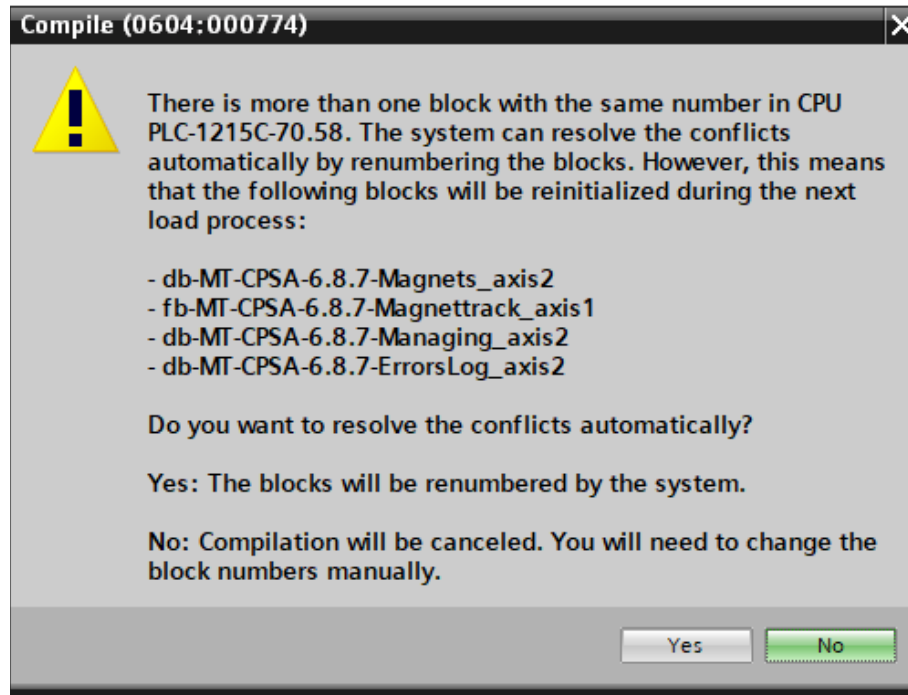 Compile (0604:000774)
There is more than one block with the same number in CPU
PLC-1215C-70.58. The system can resolve the conflicts
automatically by renumbering the blocks. However, this means
that the following blocks will be reinitialized during the next
load process:
- db-MT-CPSA-6.8.7-Magnets_axis2
- fb-MT-CPSA-6.8.7-Magnettrack_axis1
- db-MT-CPSA-6.8.7-Managing_axis2
- db-MT-CPSA-6.8.7-ErrorsLog_axis2
Do you want to resolve the conflicts automatically?
Yes: The blocks will be renumbered by the system.
No: Compilation will be canceled. You will need to change the
block numbers manually.
Yes No